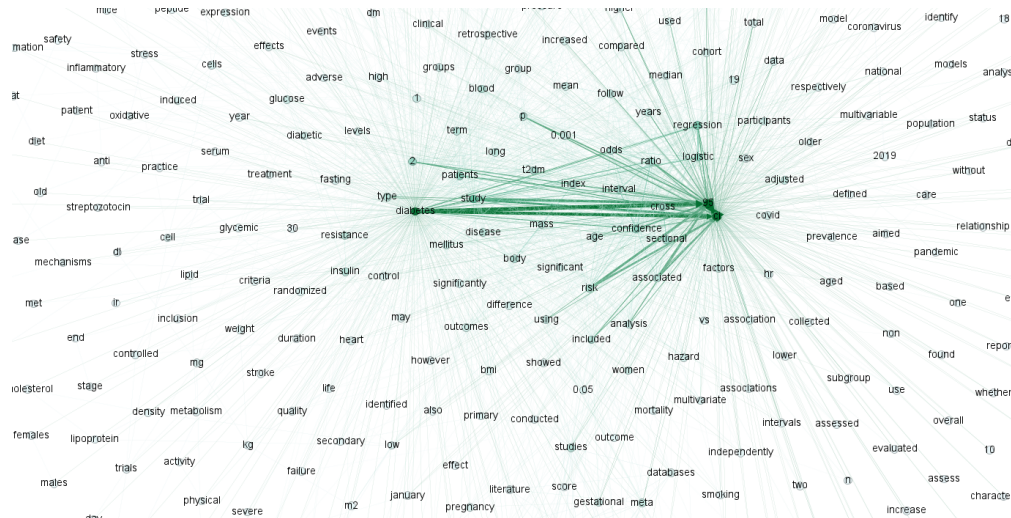 mice peptide expression dm clinical pressure higher used total model coronavirus identify 18
mation safety stress effects events retrospective increased compared cohort data national models analys
inflammatory cells adverse high groups group mean median 19 respectively
at patient oxidative induced glucose 1 blood follow years participants multivariable population status
diet anti practice year diabetic levels term p 0.001 odds regression older
serum long ratio logistic sex 2019 without
old streptozotocin trial treatment fasting 2 patients t2dm index interval adjusted defined care
type study 95
diabetes cross ci covid relationship
ase cell glycemic 30 resistance mellitus disease mass age confidence sectional prevalence aimed pandemic
mechanisms dl lipid criteria insulin control body significant associated factors hr aged based
met lr inclusion randomized significantly difference risk one e
end weight duration heart may outcomes using analysis vs association collected non repor
controlled mg stroke however bmi showed included hazard lower found
olesterol stage life 0.05 women associations subgroup use whether
density metabolism quality identified also primary conducted mortality multivariate intervals assessed overall
females lipoprotein kg secondary low studies outcome independently evaluated 10
males trials activity failure effect literature score databases two n assess characte
day physical severe m2 january pregnancy gestational meta smoking increase